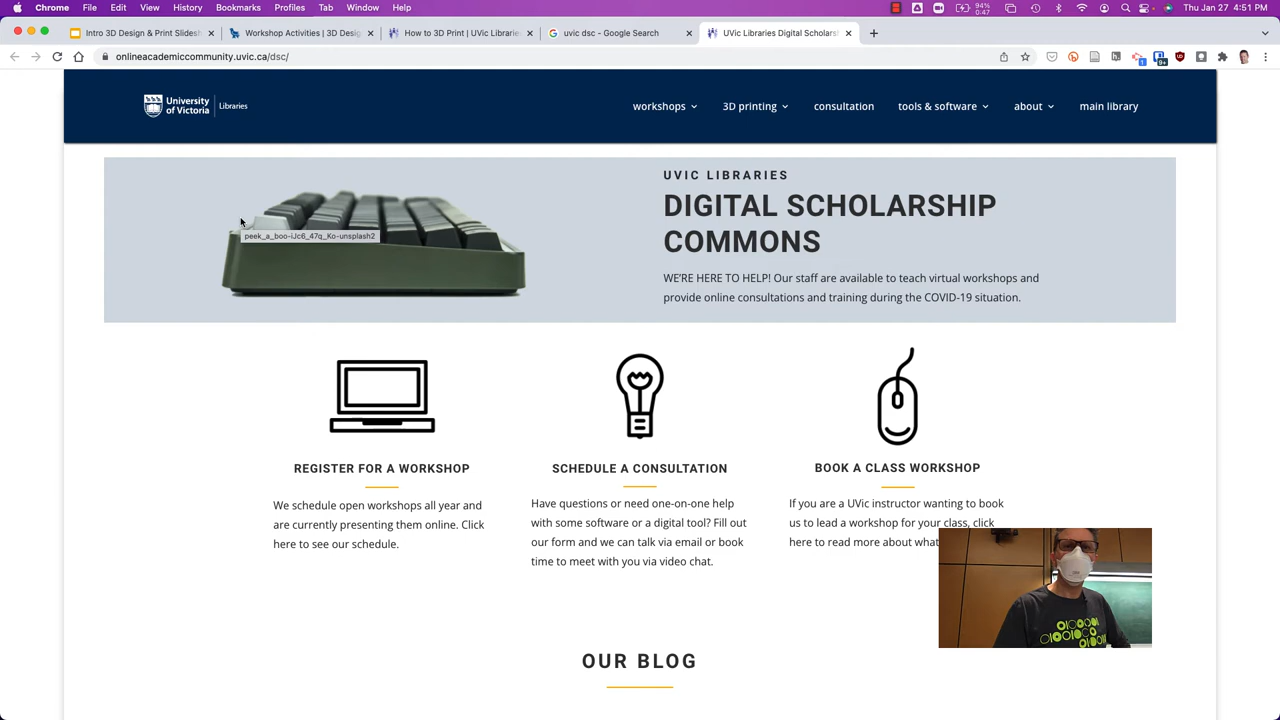 Chrome File Edit View History Bookmarks Profiles Tab Window Help
94%
0:47
Thu Jan 27 4:51 PM
Intro 3D Design & Print Slidesh
Workshop Activities | 3D Desig
How to 3D Print | UVic Librarie
uvic dsc - Google Search
UVic Libraries Digital Scholars
onlineacademiccommunity.uvic.ca/dsc/
University
of Victoria
Libraries
workshops 3D printing consultation tools & software about main library
UVIC LIBRARIES
DIGITAL SCHOLARSHIP
COMMONS
WE'RE HERE TO HELP! Our staff are available to teach virtual workshops and
provide online consultations and training during the COVID-19 situation.
peek_a_boo-iJc6_47q_Ko-unsplash2
REGISTER FOR A WORKSHOP
We schedule open workshops all year and
are currently presenting them online. Click
here to see our schedule.
SCHEDULE A CONSULTATION
Have questions or need one-on-one help
with some software or a digital tool? Fill out
our form and we can talk via email or book
time to meet with you via video chat.
BOOK A CLASS WORKSHOP
If you are a UVic instructor wanting to book
us to lead a workshop for your class, click
here to read more about what
OUR BLOG